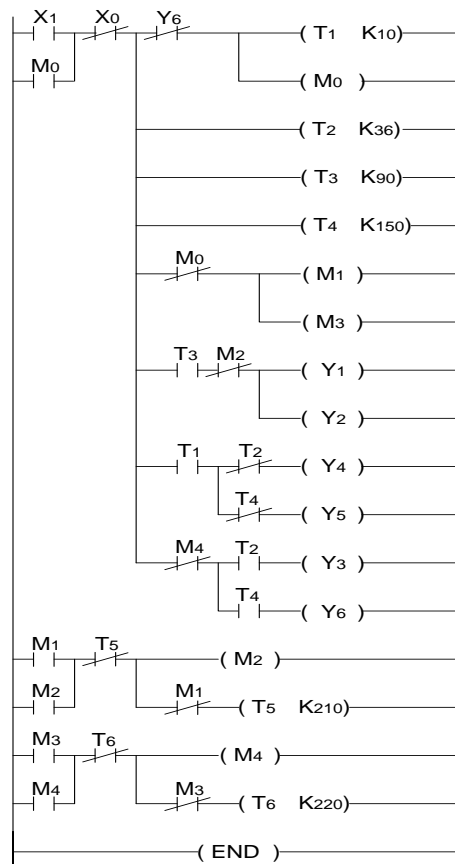 X1 X0 Y6 T1 K10
M0 M0
T2 K36
T3 K90
T4 K150
M0 M1
M3
T3 M2 Y1
Y2
T1 T2 Y4
T4 Y5
M4 T2 Y3
T4 Y6
M1 T5 M2
M2 M1 T5 K210
M3 T6 M4
M4 M3 T6 K220
END